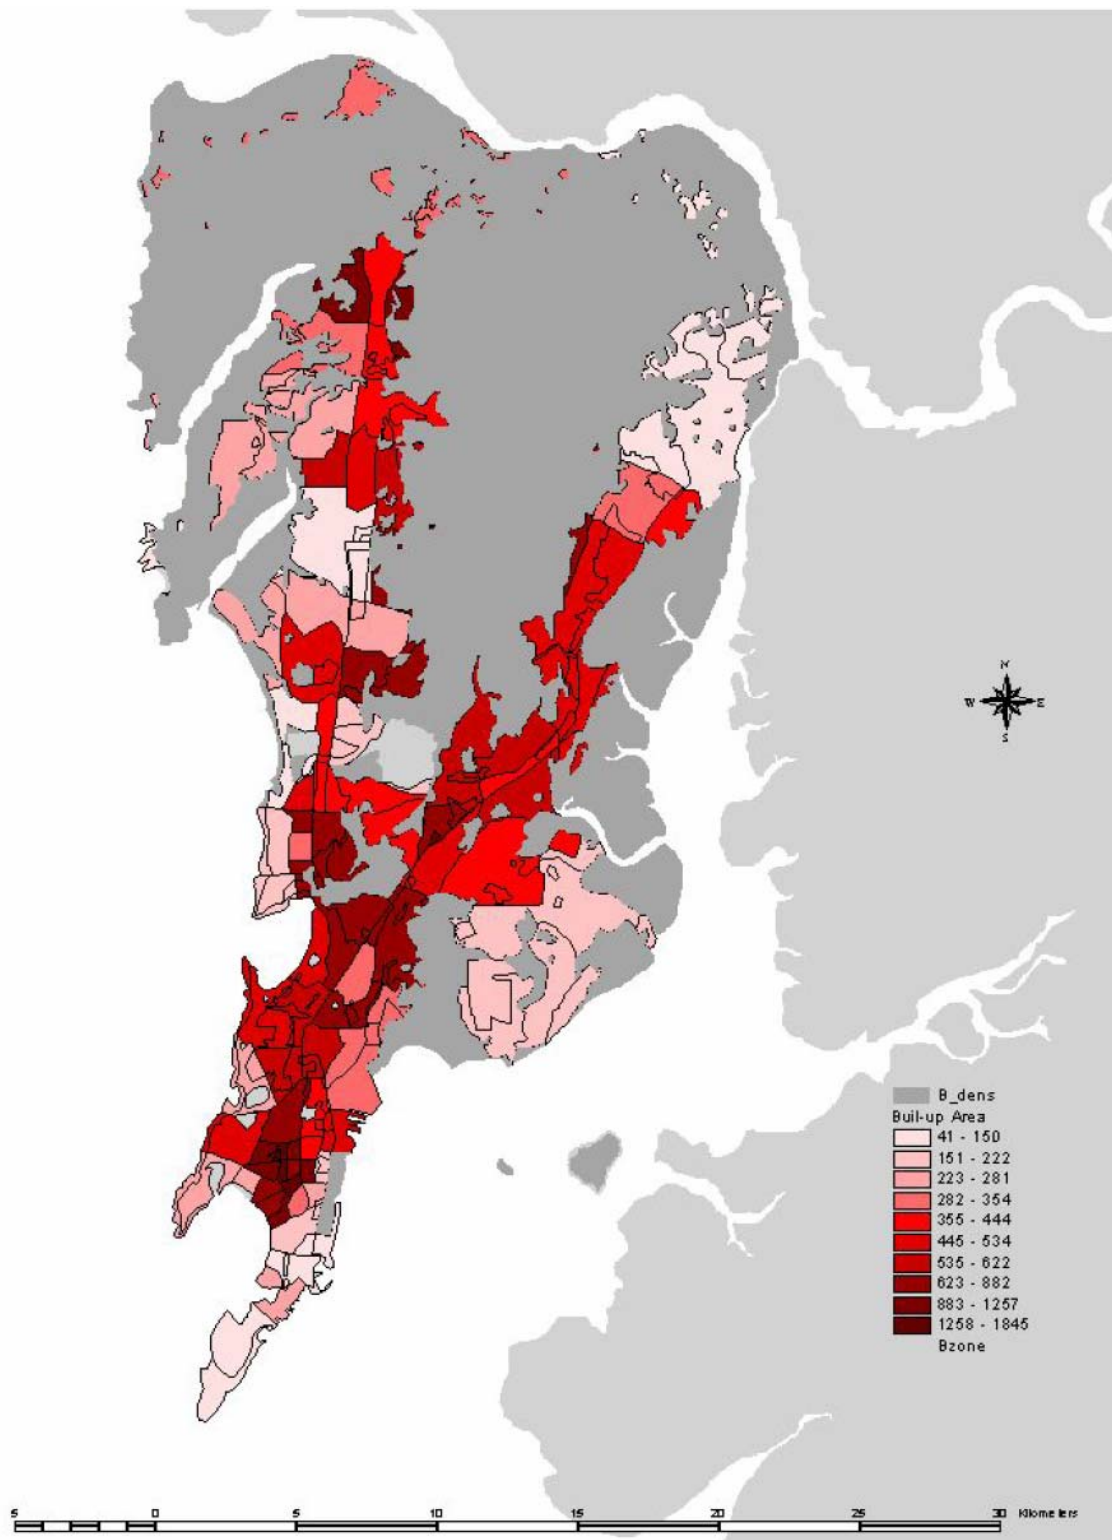 N
W E
S
B_dens
Buil-up Area
41 - 150
151 - 222
223 - 281
282 - 354
355 - 444
445 - 534
535 - 622
623 - 882
883 - 1257
1258 - 1845
Bzone
5 0 5 10 15 20 25 30 Kilometers